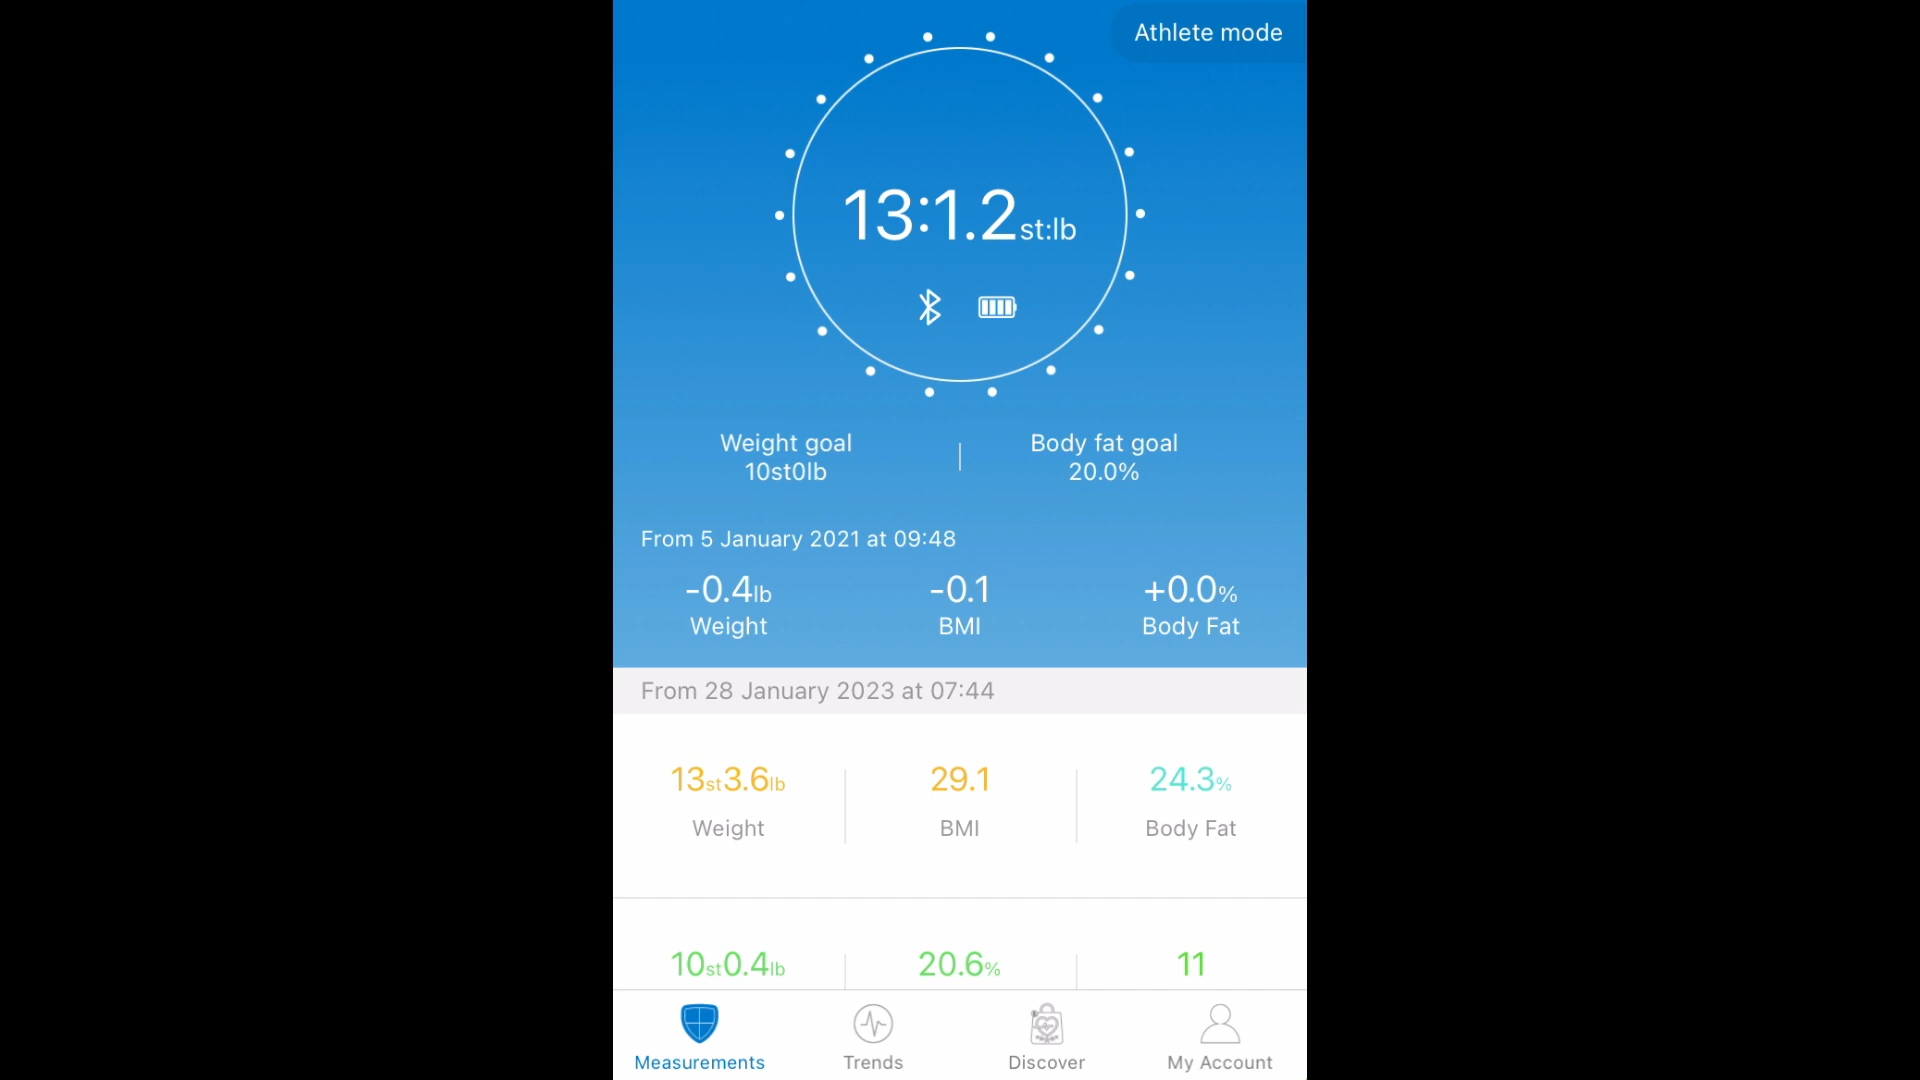 Athlete mode
13:1.2st:lb
Weight goal
10st0lb
Body fat goal
20.0%
From 5 January 2021 at 09:48
-0.4lb
Weight
-0.1
BMI
+0.0%
Body Fat
From 28 January 2023 at 07:44
13st3.6lb
Weight
29.1
BMI
24.3%
Body Fat
10st0.4lb
20.6%
11
Measurements
Trends
Discover
My Account